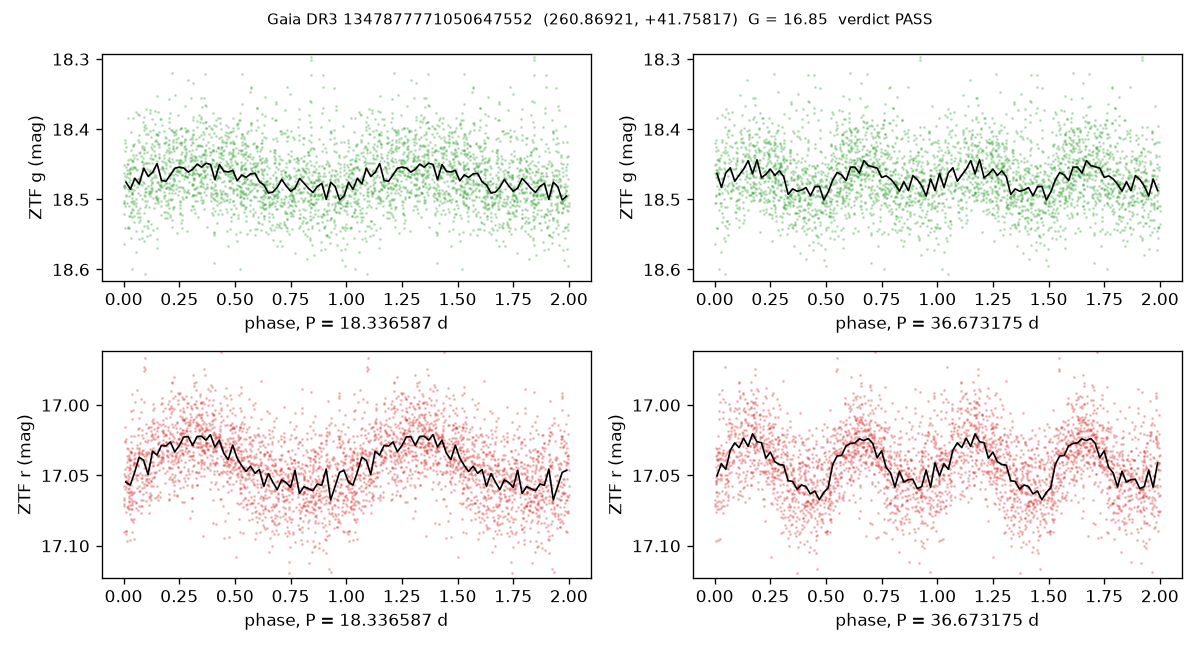 Gaia DR3 1347877771050647552 (260.86921, +41.75817) G = 16.85 verdict PASS
ZTF g (mag)
18.3
18.4
18.5
18.6
0.00 0.25 0.50 0.75 1.00 1.25 1.50 1.75 2.00
phase, P = 18.336587 d
ZTF g (mag)
18.3
18.4
18.5
18.6
0.00 0.25 0.50 0.75 1.00 1.25 1.50 1.75 2.00
phase, P = 36.673175 d
ZTF r (mag)
17.00
17.05
17.10
0.00 0.25 0.50 0.75 1.00 1.25 1.50 1.75 2.00
phase, P = 18.336587 d
ZTF r (mag)
17.00
17.05
17.10
0.00 0.25 0.50 0.75 1.00 1.25 1.50 1.75 2.00
phase, P = 36.673175 d